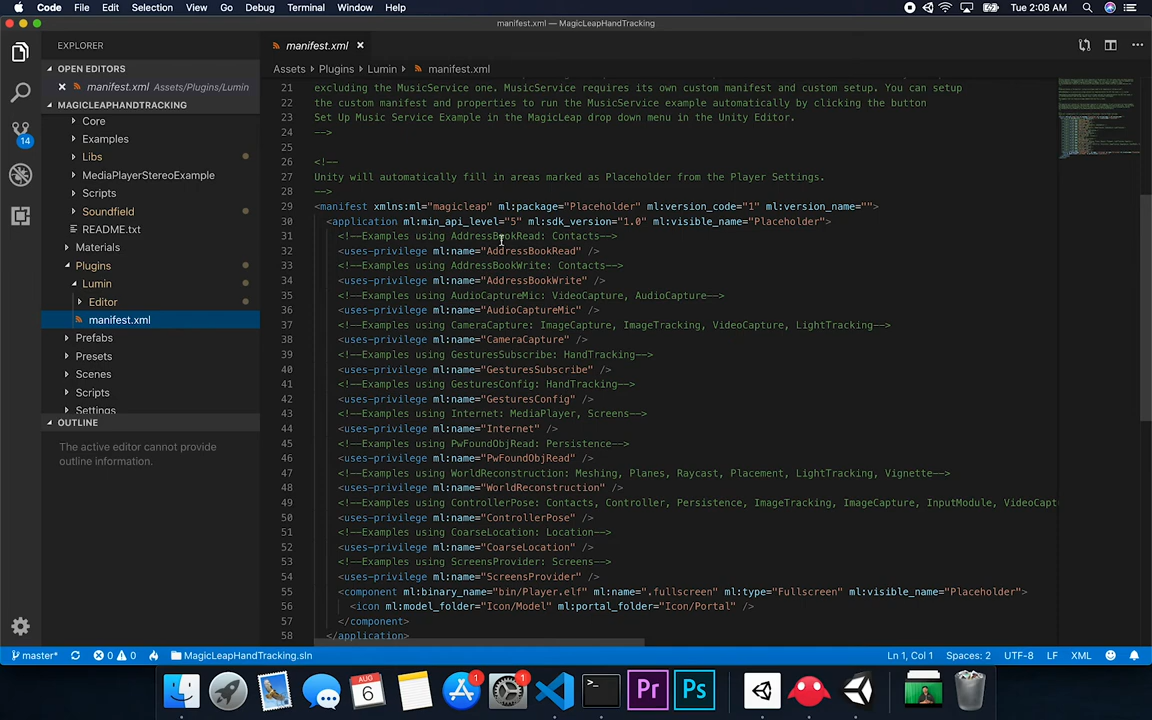 Code File Edit Selection View Go Debug Terminal Window Help
Tue 2:08 AM
manifest.xml — MagicLeapHandTracking
EXPLORER
OPEN EDITORS
manifest.xml Assets/Plugins/Lumin
MAGICLEAPHANDTRACKING
Core
Examples
Libs
MediaPlayerStereoExample
Scripts
Soundfield
README.txt
Materials
Plugins
Lumin
Editor
manifest.xml
Prefabs
Presets
Scenes
Scripts
Settings
OUTLINE
The active editor cannot provide
outline information.
14
manifest.xml
Assets Plugins Lumin manifest.xml
21 excluding the MusicService one. MusicService requires its own custom manifest and custom setup. You can setup
22 the custom manifest and properties to run the MusicService example automatically by clicking the button
23 Set Up Music Service Example in the MagicLeap drop down menu in the Unity Editor.
24 -->
25
26 <!--
27 Unity will automatically fill in areas marked as Placeholder from the Player Settings.
28 -->
29 <manifest xmlns:ml="magicleap" ml:package="Placeholder" ml:version_code="1" ml:version_name="">
30 <application ml:min_api_level="5" ml:sdk_version="1.0" ml:visible_name="Placeholder">
31 <!--Examples using AddressBookRead: Contacts-->
32 <uses-privilege ml:name="AddressBookRead" />
33 <!--Examples using AddressBookWrite: Contacts-->
34 <uses-privilege ml:name="AddressBookWrite" />
35 <!--Examples using AudioCaptureMic: VideoCapture, AudioCapture-->
36 <uses-privilege ml:name="AudioCaptureMic" />
37 <!--Examples using CameraCapture: ImageCapture, ImageTracking, VideoCapture, LightTracking-->
38 <uses-privilege ml:name="CameraCapture" />
39 <!--Examples using GesturesSubscribe: HandTracking-->
40 <uses-privilege ml:name="GesturesSubscribe" />
41 <!--Examples using GesturesConfig: HandTracking-->
42 <uses-privilege ml:name="GesturesConfig" />
43 <!--Examples using Internet: MediaPlayer, Screens-->
44 <uses-privilege ml:name="Internet" />
45 <!--Examples using PwFoundObjRead: Persistence-->
46 <uses-privilege ml:name="PwFoundObjRead" />
47 <!--Examples using WorldReconstruction: Meshing, Planes, Raycast, Placement, LightTracking, Vignette-->
48 <uses-privilege ml:name="WorldReconstruction" />
49 <!--Examples using ControllerPose: Contacts, Controller, Persistence, ImageTracking, ImageCapture, InputModule, VideoCapt
50 <uses-privilege ml:name="ControllerPose" />
51 <!--Examples using CoarseLocation: Location-->
52 <uses-privilege ml:name="CoarseLocation" />
53 <!--Examples using ScreensProvider: Screens-->
54 <uses-privilege ml:name="ScreensProvider" />
55 <component ml:binary_name="bin/Player.elf" ml:name=".fullscreen" ml:type="Fullscreen" ml:visible_name="Placeholder">
56 <icon ml:model_folder="Icon/Model" ml:portal_folder="Icon/Portal" />
57 </component>
58 </application>
master* 0 0 MagicLeapHandTracking.sln
Ln 1, Col 1 Spaces: 2 UTF-8 LF XML
AUG
6
1
1
Pr
Ps